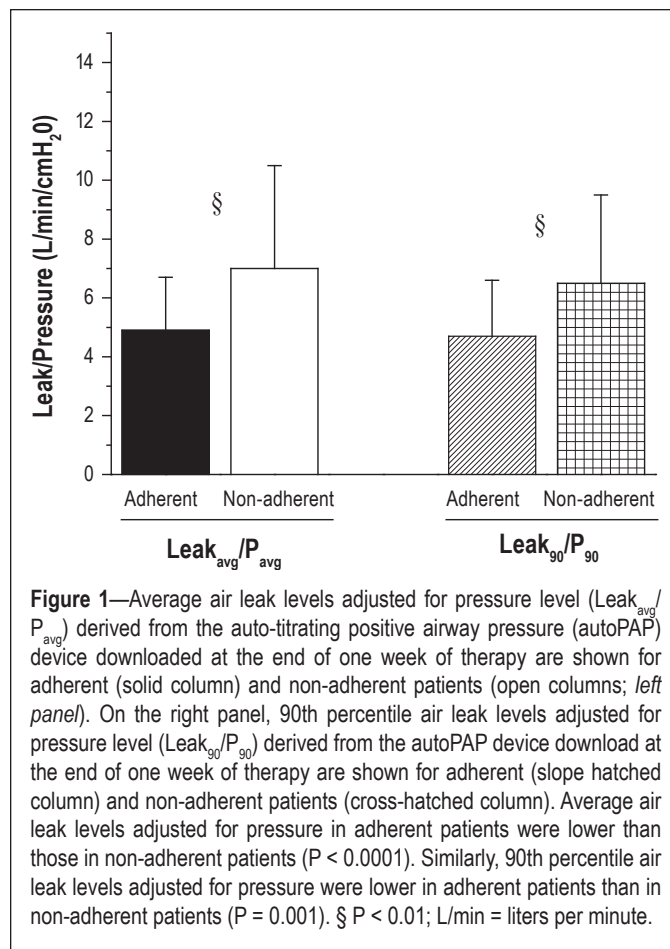 14
12
10
8
6
4
2
0
Leak/Pressure (L/min/cmH₂0)
§
§
Adherent Non-adherent Adherent Non-adherent
Leak_avg/P_avg Leak₉₀/P₉₀
Figure 1—Average air leak levels adjusted for pressure level (Leak_avg/
P_avg) derived from the auto-titrating positive airway pressure (autoPAP)
device downloaded at the end of one week of therapy are shown for
adherent (solid column) and non-adherent patients (open columns; left
panel). On the right panel, 90th percentile air leak levels adjusted for
pressure level (Leak₉₀/P₉₀) derived from the autoPAP device download at
the end of one week of therapy are shown for adherent (slope hatched
column) and non-adherent patients (cross-hatched column). Average air
leak levels adjusted for pressure in adherent patients were lower than
those in non-adherent patients (P < 0.0001). Similarly, 90th percentile air
leak levels adjusted for pressure were lower in adherent patients than in
non-adherent patients (P = 0.001). § P < 0.01; L/min = liters per minute.